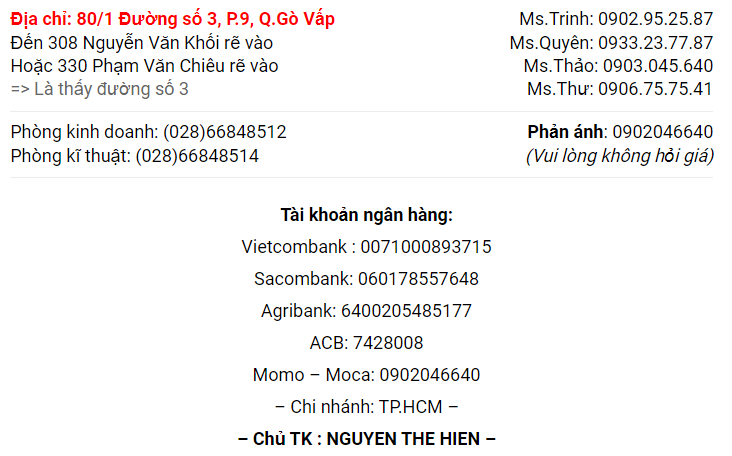 Địa chỉ: 80/1 Đường số 3, P.9, Q.Gò Vấp
Đến 308 Nguyễn Văn Khối rẽ vào
Hoặc 330 Phạm Văn Chiêu rẽ vào
=> Là thấy đường số 3
Ms.Trinh: 0902.95.25.87
Ms.Quyên: 0933.23.77.87
Ms.Thảo: 0903.045.640
Ms.Thư: 0906.75.75.41
Phòng kinh doanh: (028)66848512
Phòng kĩ thuật: (028)66848514
Phản ánh: 0902046640
(Vui lòng không hỏi giá)
Tài khoản ngân hàng:
Vietcombank : 0071000893715
Sacombank: 060178557648
Agribank: 6400205485177
ACB: 7428008
Momo – Moca: 0902046640
– Chi nhánh: TP.HCM –
– Chủ TK : NGUYEN THE HIEN –